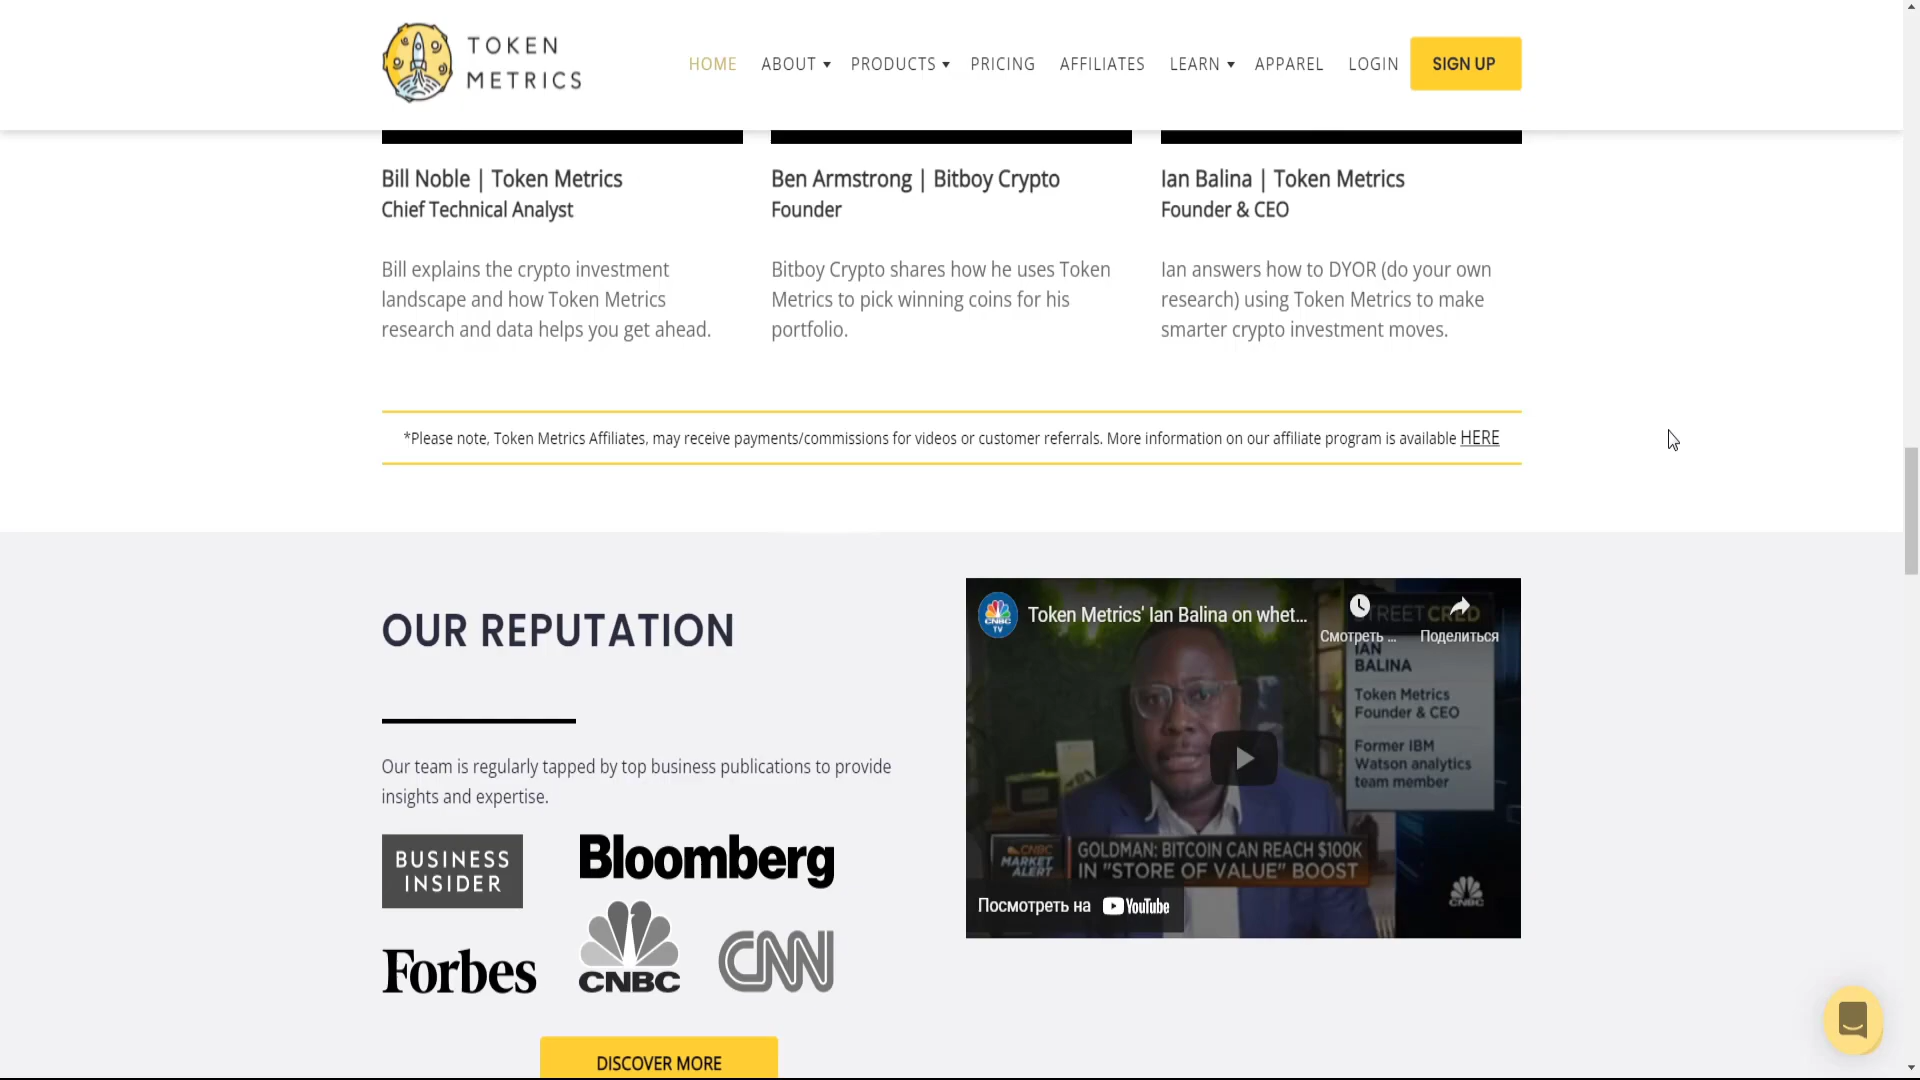 TOKEN
METRICS
HOME ABOUT PRODUCTS PRICING AFFILIATES LEARN APPAREL LOGIN SIGN UP
Bill Noble | Token Metrics
Chief Technical Analyst
Bill explains the crypto investment
landscape and how Token Metrics
research and data helps you get ahead.
Ben Armstrong | Bitboy Crypto
Founder
Bitboy Crypto shares how he uses Token
Metrics to pick winning coins for his
portfolio.
Ian Balina | Token Metrics
Founder & CEO
Ian answers how to DYOR (do your own
research) using Token Metrics to make
smarter crypto investment moves.
*Please note, Token Metrics Affiliates, may receive payments/commissions for videos or customer referrals. More information on our affiliate program is available HERE
OUR REPUTATION
Our team is regularly tapped by top business publications to provide
insights and expertise.
BUSINESS
INSIDER
Bloomberg
Forbes
CNBC
CNN
DISCOVER MORE
CNBC
TV
Token Metrics' Ian Balina on whet...
STREET CRED
Смотреть ...
Поделиться
IAN
BALINA
Token Metrics
Founder & CEO
Former IBM
Watson analytics
team member
CNBC
MARKET
ALERT
GOLDMAN: BITCOIN CAN REACH $100K
IN "STORE OF VALUE" BOOST
CNBC
Посмотреть на YouTube